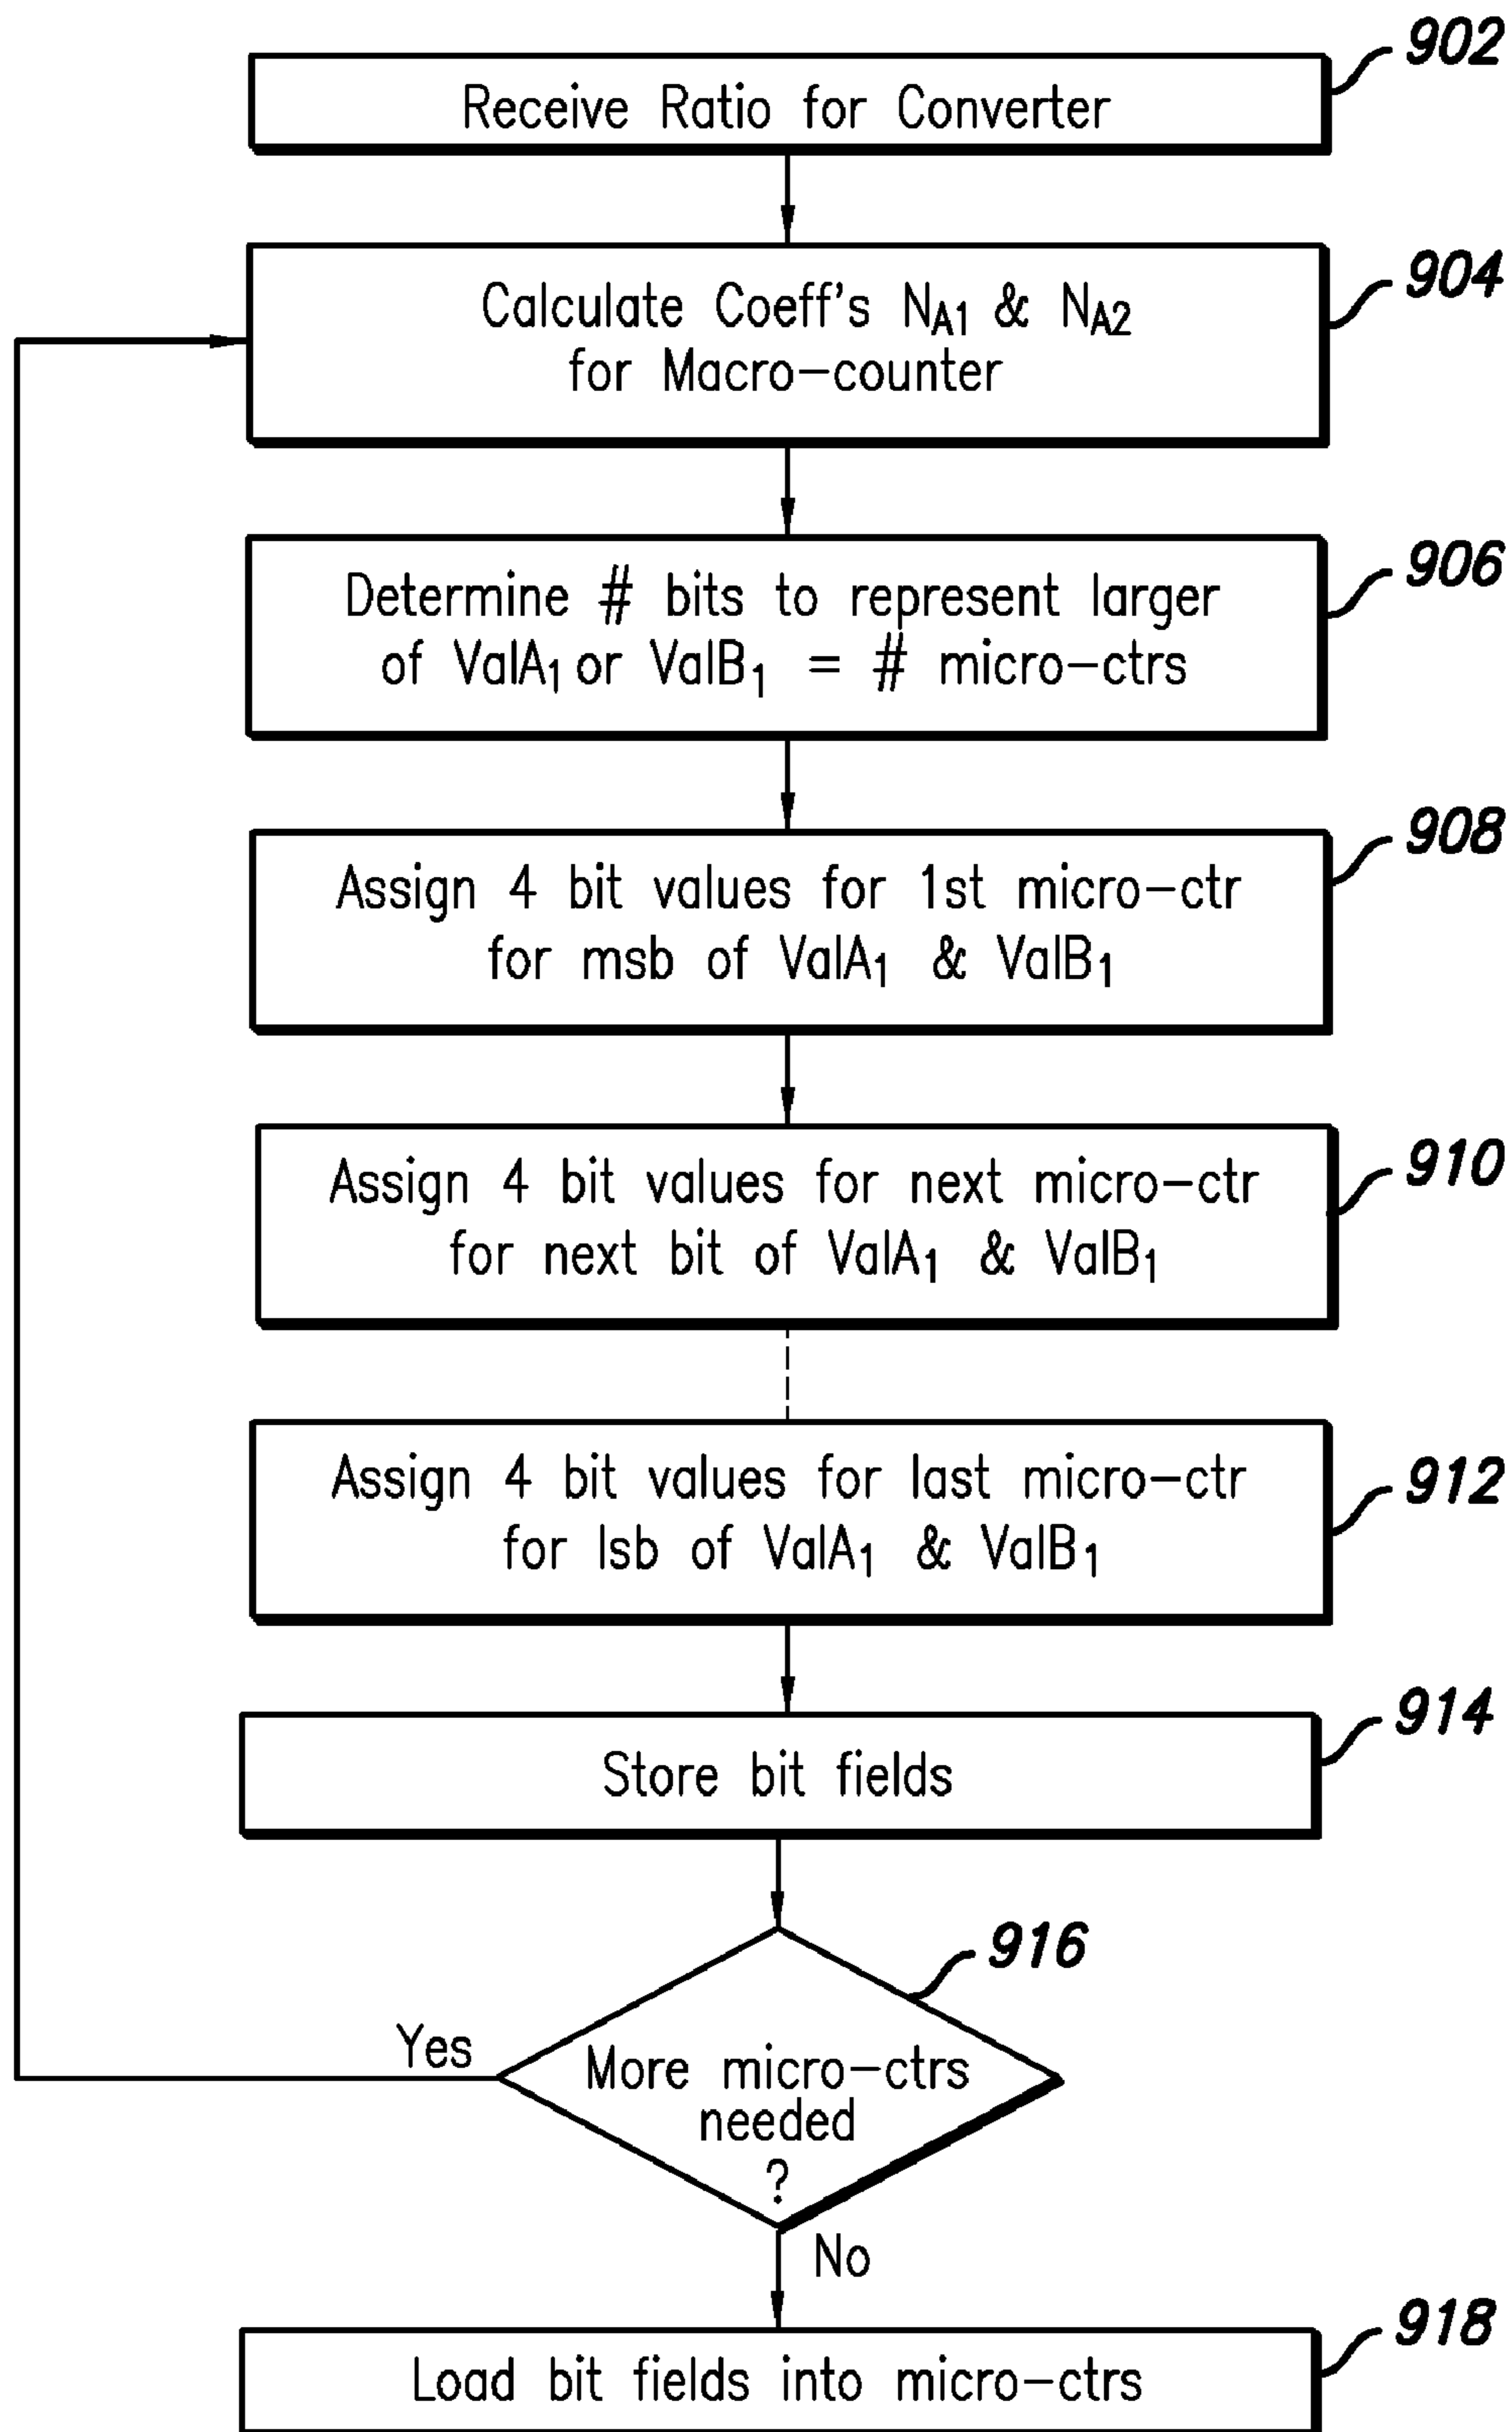 902
Receive Ratio for Converter
904
Calculate Coeff's N_A1 & N_A2
for Macro-counter
906
Determine # bits to represent larger
of ValA₁ or ValB₁ = # micro-ctrs
908
Assign 4 bit values for 1st micro-ctr
for msb of ValA₁ & ValB₁
910
Assign 4 bit values for next micro-ctr
for next bit of ValA₁ & ValB₁
912
Assign 4 bit values for last micro-ctr
for lsb of ValA₁ & ValB₁
914
Store bit fields
916
Yes
More micro-ctrs
needed
?
No
918
Load bit fields into micro-ctrs